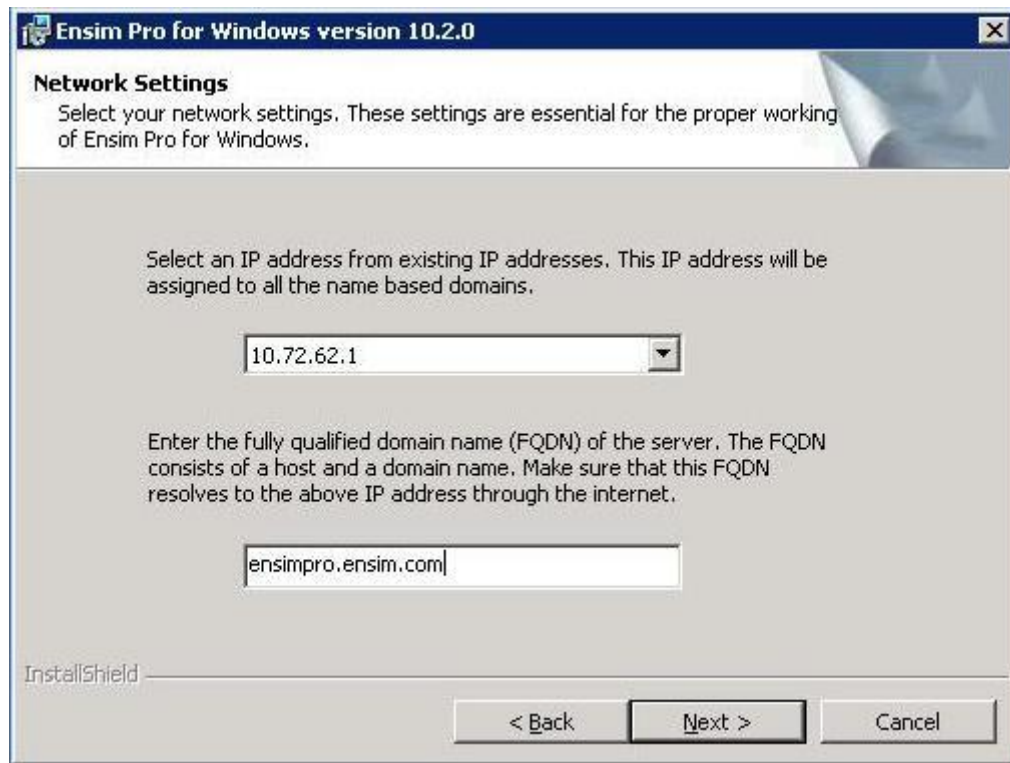 Ensim Pro for Windows version 10.2.0
Network Settings
Select your network settings. These settings are essential for the proper working
of Ensim Pro for Windows.
Select an IP address from existing IP addresses. This IP address will be
assigned to all the name based domains.
10.72.62.1
Enter the fully qualified domain name (FQDN) of the server. The FQDN
consists of a host and a domain name. Make sure that this FQDN
resolves to the above IP address through the internet.
ensimpro.ensim.com
InstallShield
< Back Next > Cancel